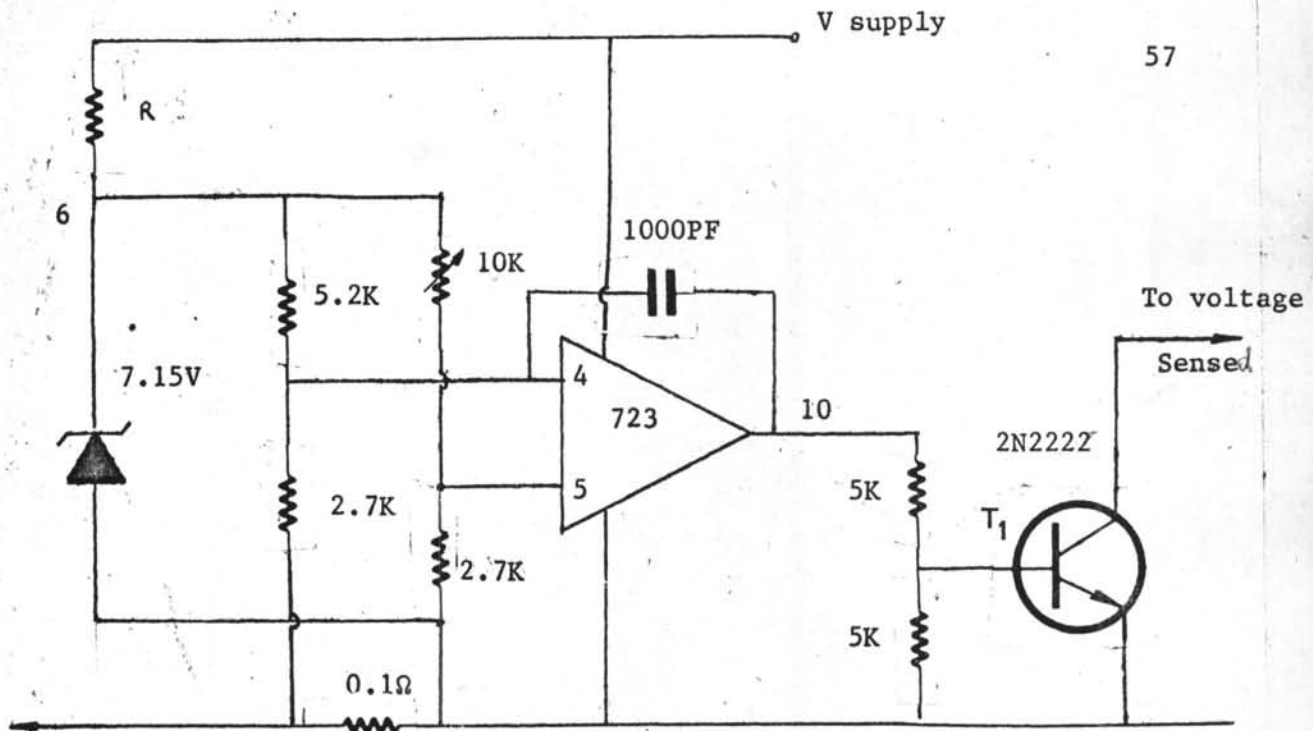 V supply
57
R
6
1000PF
10K
5.2K
To voltage
Sensed
7.15V
4
723
10
2N2222
5K
5
T1
2.7K
2.7K
5K
0.1Ω